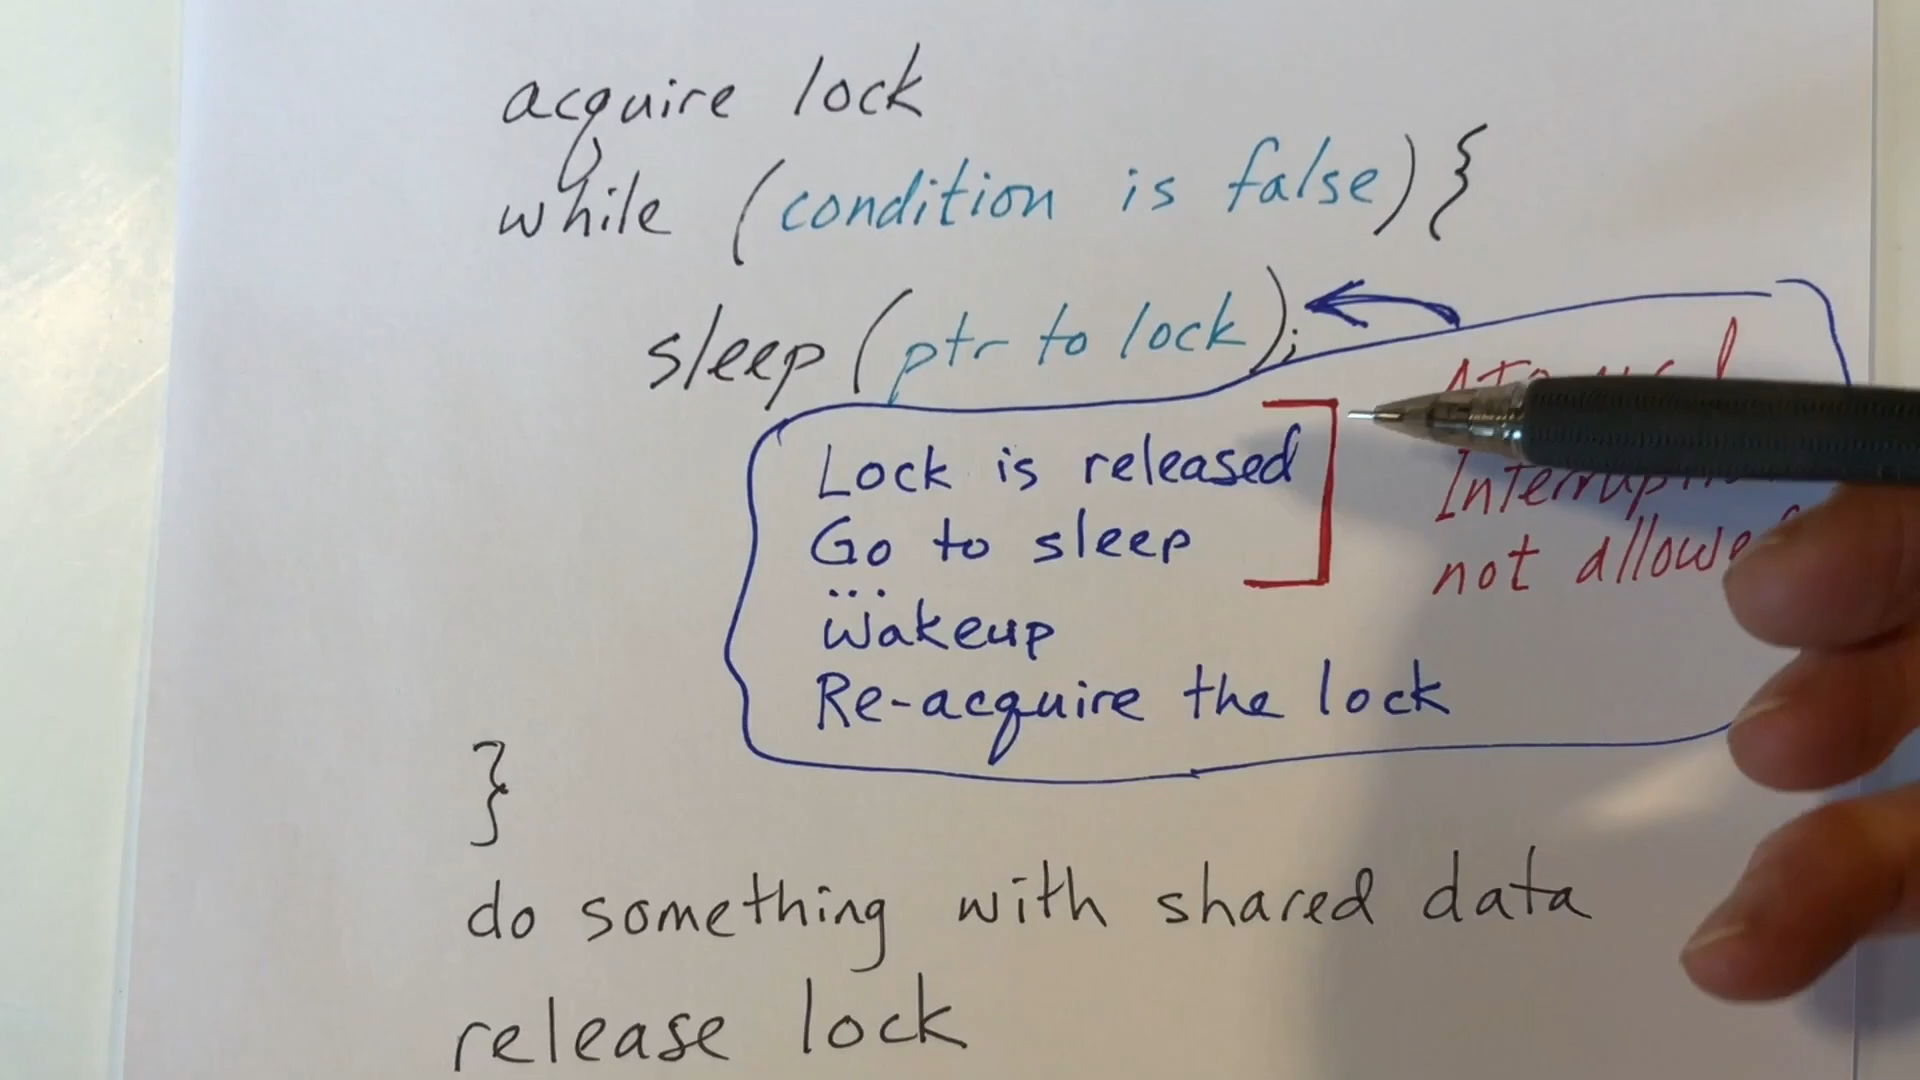 acquire lock
while (condition is false) {
sleep (ptr to lock);
Lock is released
Go to sleep
...
Wakeup
Re-acquire the lock
not
}
do something with shared data
release lock